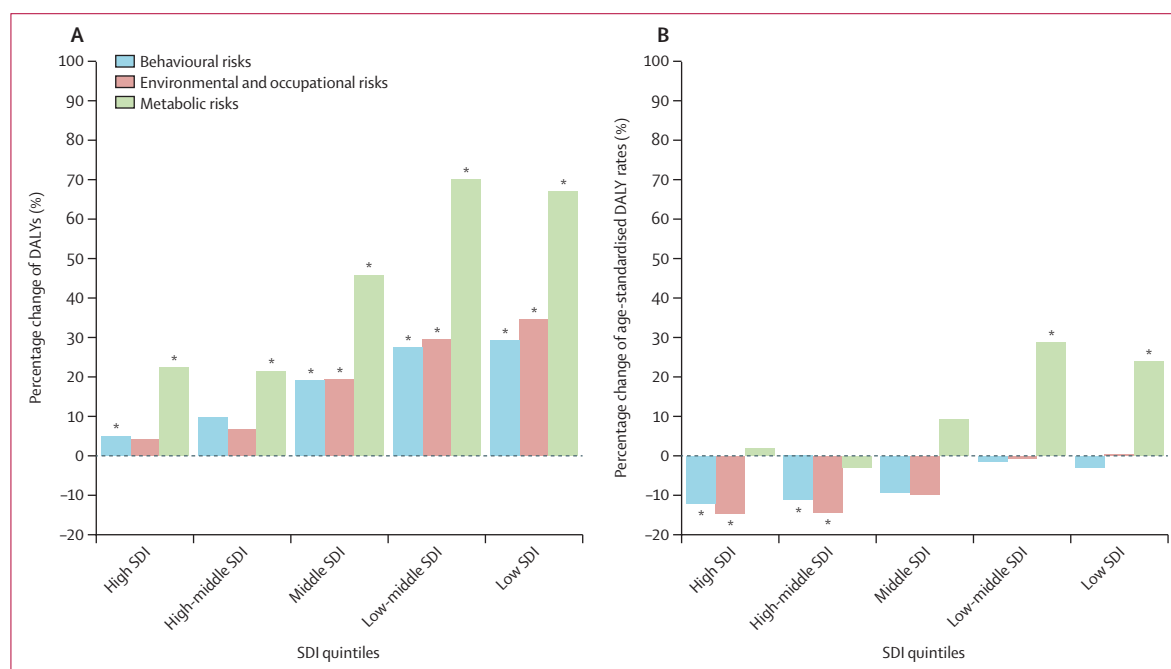 A
Percentage change of DALYs (%)
100
90
80
70
60
50
40
30
20
10
0
–10
–20
Behavioural risks
Environmental and occupational risks
Metabolic risks
*
*
*
*
*
*
*
*
*
*
*
*
High SDI
High-middle SDI
Middle SDI
Low-middle SDI
Low SDI
SDI quintiles
B
Percentage change of age-standardised DALY rates (%)
100
90
80
70
60
50
40
30
20
10
0
–10
–20
*
*
*
*
*
*
High SDI
High-middle SDI
Middle SDI
Low-middle SDI
Low SDI
SDI quintiles